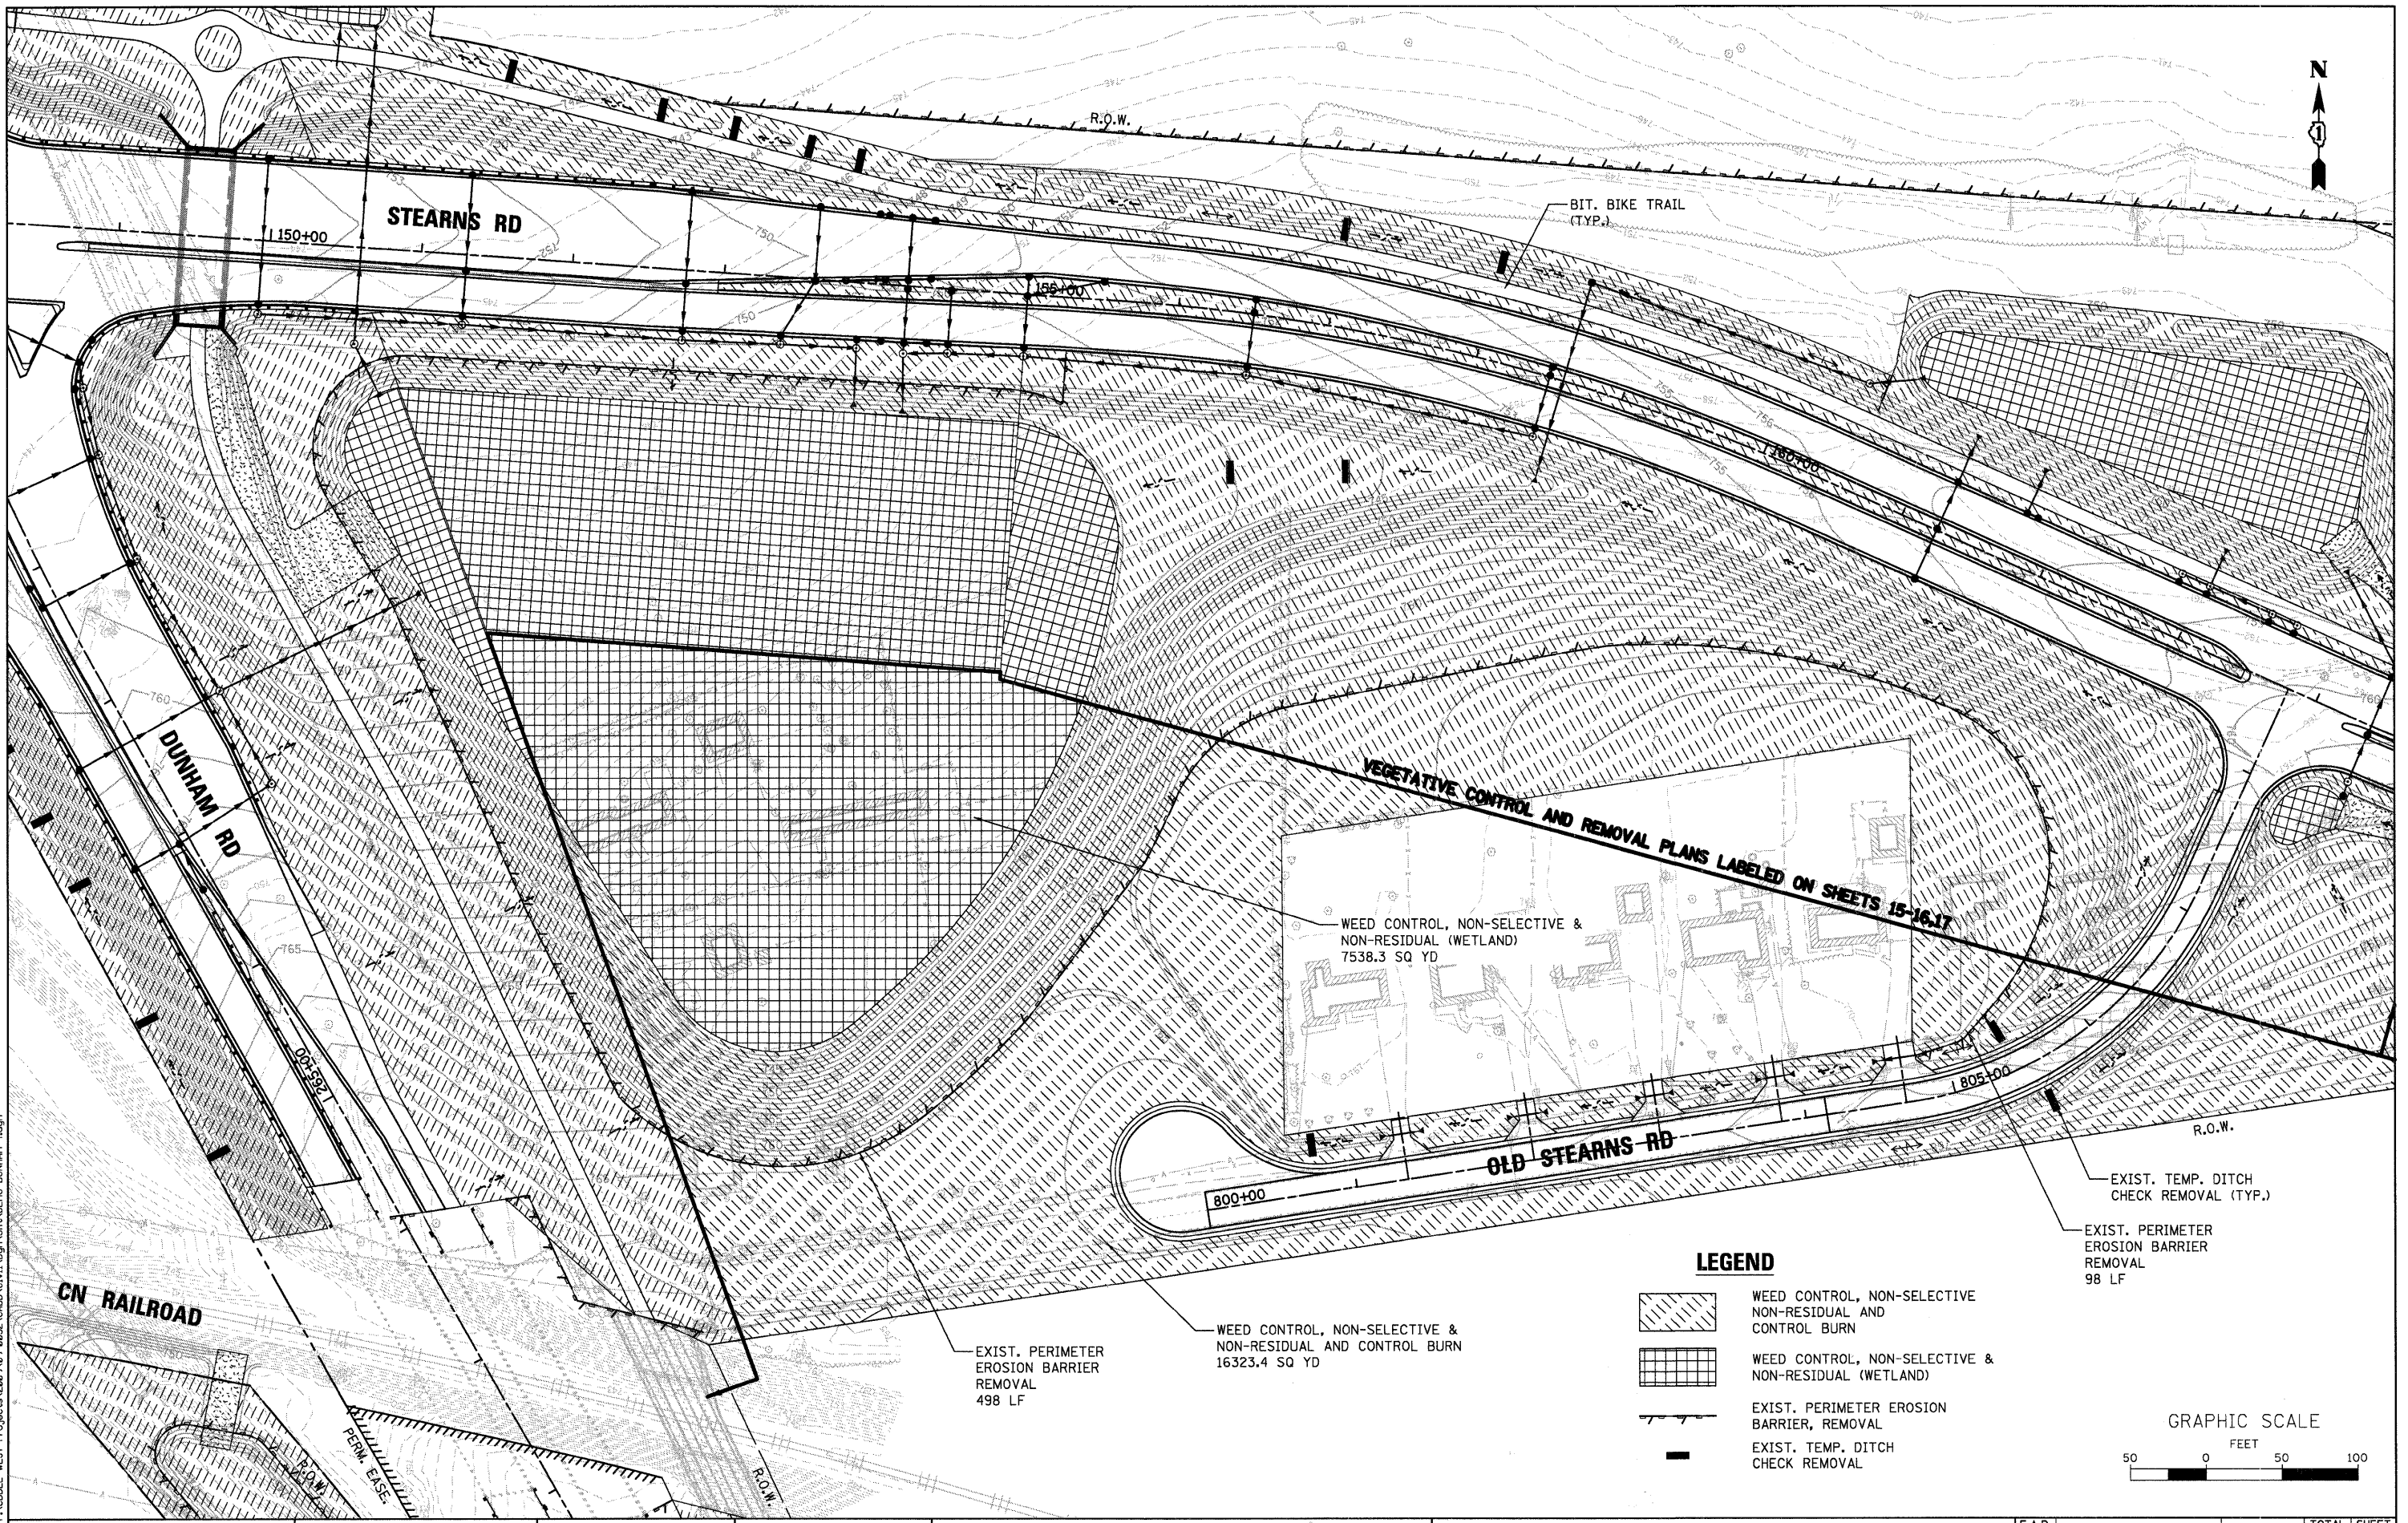 N
R.O.W.
BIT. BIKE TRAIL
(TYP.)
STEARNS RD
150+00
155+00
160+00
DUNHAM RD
760
765
265+00
VEGETATIVE CONTROL AND REMOVAL PLANS LABELED ON SHEETS 15-16,17
WEED CONTROL, NON-SELECTIVE &
NON-RESIDUAL (WETLAND)
7538.3 SQ YD
OLD STEARNS RD
800+00
805+00
R.O.W.
EXIST. TEMP. DITCH
CHECK REMOVAL (TYP.)
EXIST. PERIMETER
EROSION BARRIER
REMOVAL
98 LF
CN RAILROAD
EXIST. PERIMETER
EROSION BARRIER
REMOVAL
498 LF
WEED CONTROL, NON-SELECTIVE &
NON-RESIDUAL AND CONTROL BURN
16323.4 SQ YD
R.O.W.
PERM. EASE.
R.O.W.
LEGEND
WEED CONTROL, NON-SELECTIVE
NON-RESIDUAL AND
CONTROL BURN
WEED CONTROL, NON-SELECTIVE &
NON-RESIDUAL (WETLAND)
EXIST. PERIMETER EROSION
BARRIER, REMOVAL
EXIST. TEMP. DITCH
CHECK REMOVAL
GRAPHIC SCALE
FEET
50 0 50 100
TOTAL SHEET